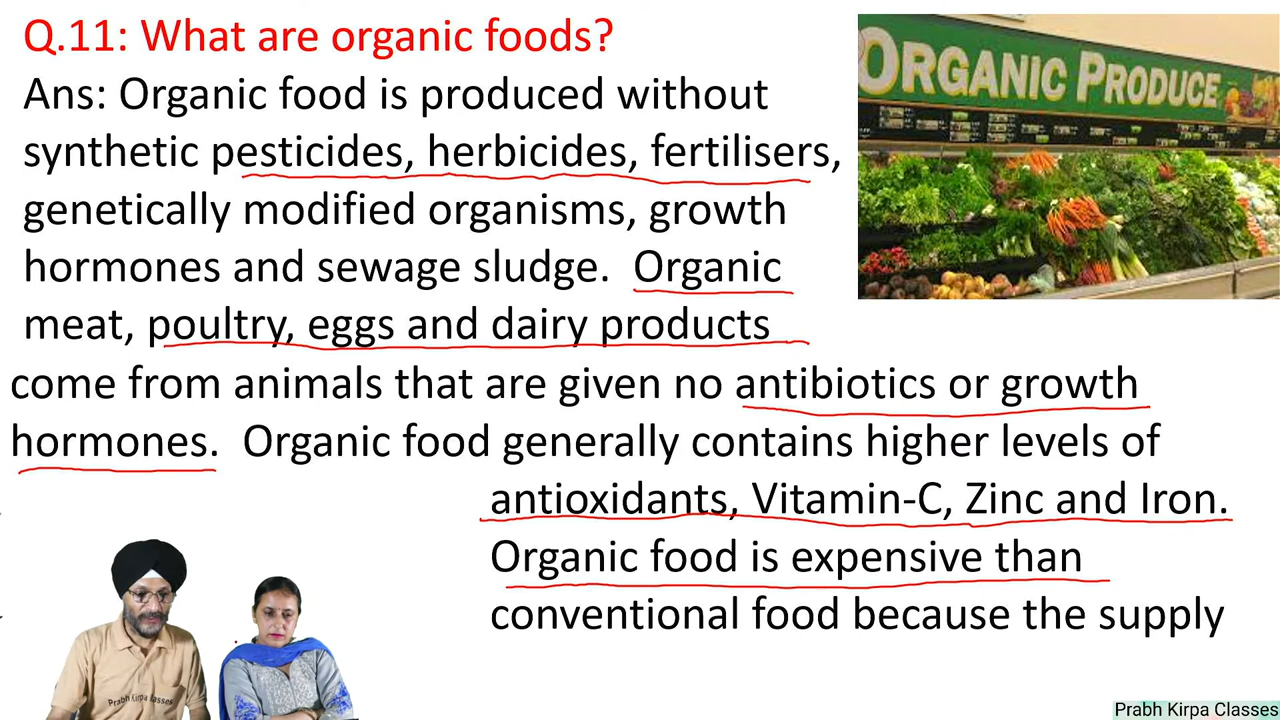 Q.11: What are organic foods?
Ans: Organic food is produced without
synthetic pesticides, herbicides, fertilisers,
genetically modified organisms, growth
hormones and sewage sludge. Organic
meat, poultry, eggs and dairy products
come from animals that are given no antibiotics or growth
hormones. Organic food generally contains higher levels of
antioxidants, Vitamin-C, Zinc and Iron.
Organic food is expensive than
conventional food because the supply
ORGANIC PRODUCE
Prabh Kirpa Classes
Prabh Kirpa Classes